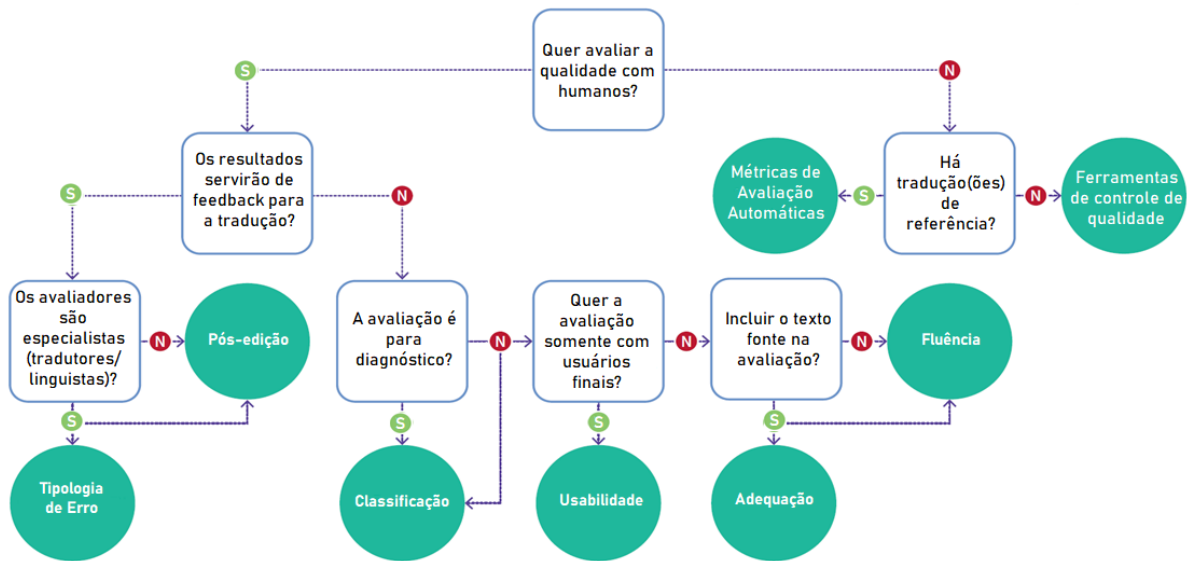 Quer avaliar a
qualidade com
humanos?
S
N
Os resultados
servirão de
feedback para
a tradução?
S
N
Métricas de
Avaliação
Automáticas
S
Há
tradução(ões)
de
referência?
N
Ferramentas
de controle de
qualidade
Os avaliadores
são
especialistas
(tradutores/
linguistas)?
N
Pós-edição
S
Tipologia
de Erro
A avaliação é
para
diagnóstico?
N
S
Classificação
Quer a
avaliação
somente com
usuários
finais?
N
S
Usabilidade
Incluir o texto
fonte na
avaliação?
N
Fluência
S
Adequação